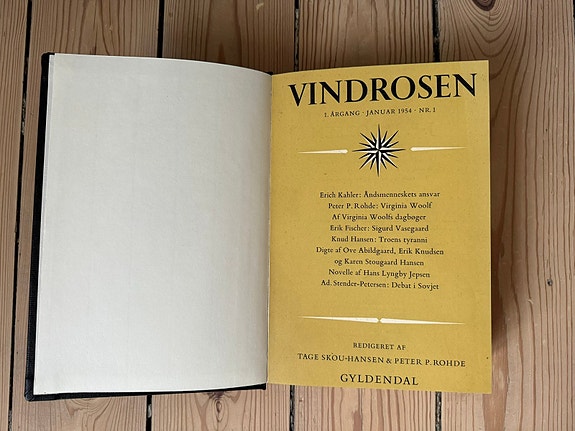 VINDROSEN
1. ÅRGANG · JANUAR 1954 · NR. 1
Erich Kahler: Åndsmenneskets ansvar
Peter P. Rohde: Virginia Woolf
Af Virginia Woolfs dagbøger
Erik Fischer: Sigurd Vasegaard
Knud Hansen: Troens tyranni
Digte af Ove Abildgaard, Erik Knudsen
og Karen Stougaard Hansen
Novelle af Hans Lyngby Jepsen
Ad. Stender-Petersen: Debat i Sovjet
REDIGERET AF
TAGE SKOU-HANSEN & PETER P. ROHDE
GYLDENDAL